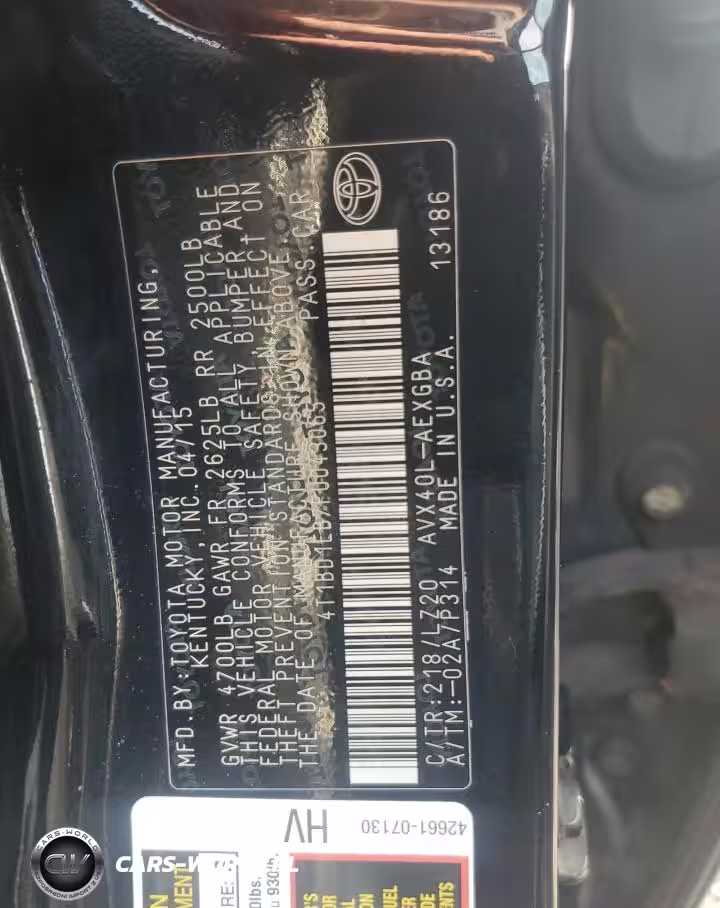 MFD.BY:TOYOTA MOTOR MANUFACTURING,
KENTUCKY, INC. 04/15
GVWR 4700LB GAWR FR 2625LB RR 2500LB
THIS VEHICLE CONFORMS TO ALL APPLICABLE
FEDERAL MOTOR VEHICLE SAFETY, BUMPER, AND
THEFT PREVENTION STANDARDS IN EFFECT ON
THE DATE OF MANUFACTURE SHOWN ABOVE.
PASS. CAR
C/TR:218/LZ20 AVX40L-AEXGBA 13186
A/TM:-02A/P314 MADE IN U.S.A.
HV
42661-07130
CARS-WORLD
CW